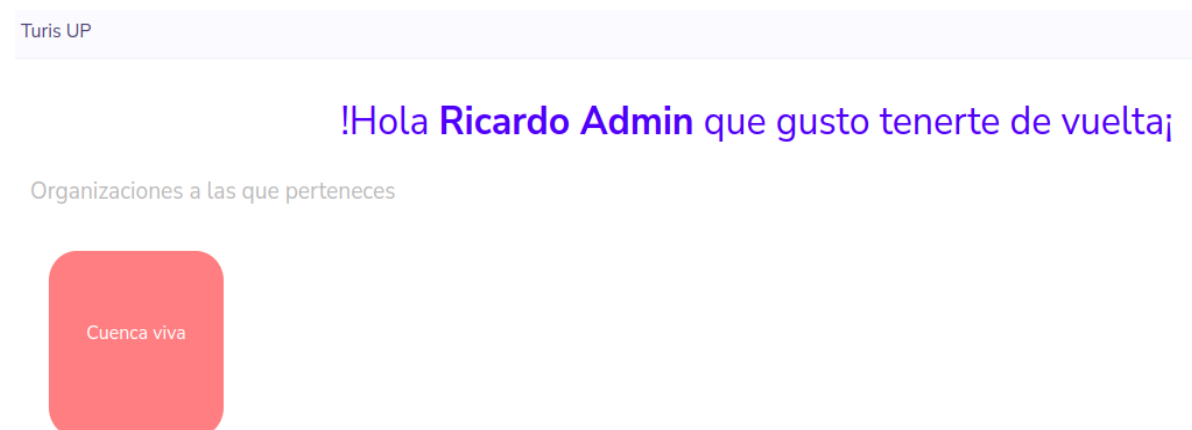 Turis UP
!Hola Ricardo Admin que gusto tenerte de vuelta¡
Organizaciones a las que perteneces
Cuenca viva